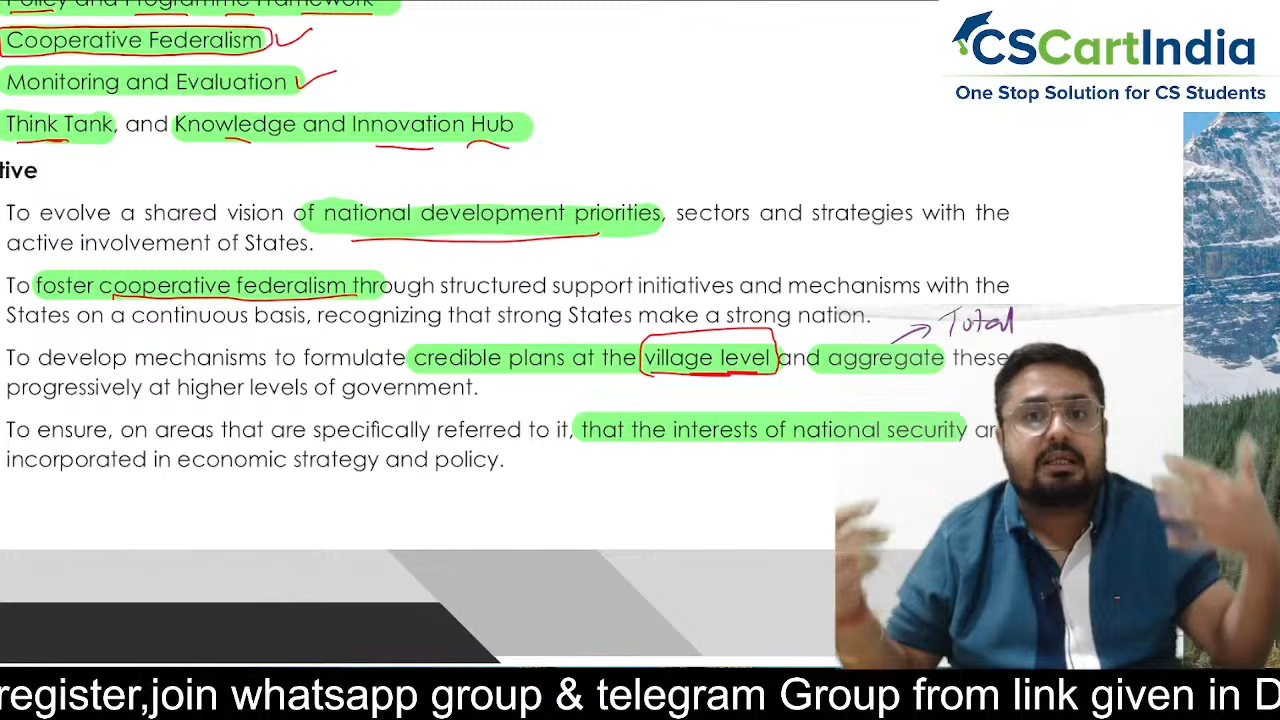 Policy and Programme Framework
Cooperative Federalism
Monitoring and Evaluation
Think Tank, and Knowledge and Innovation Hub
tive
To evolve a shared vision of national development priorities, sectors and strategies with the
active involvement of States.
To foster cooperative federalism through structured support initiatives and mechanisms with the
States on a continuous basis, recognizing that strong States make a strong nation.
Total
To develop mechanisms to formulate credible plans at the village level and aggregate these
progressively at higher levels of government.
To ensure, on areas that are specifically referred to it, that the interests of national security ar
incorporated in economic strategy and policy.
CSCartIndia
One Stop Solution for CS Students
register,join whatsapp group & telegram Group from link given in D